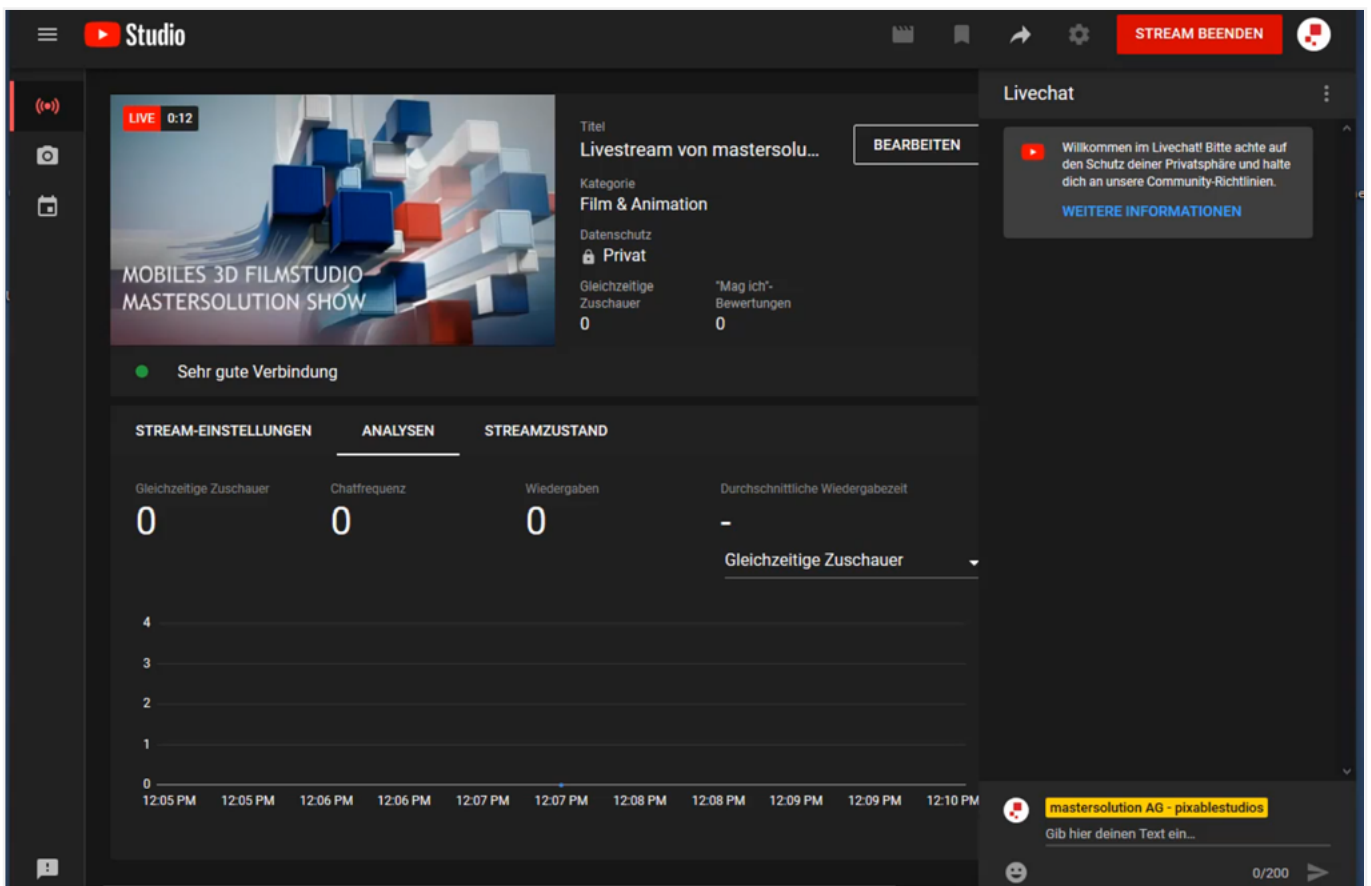 Studio
STREAM BEENDEN
LIVE 0:12
MOBILES 3D FILMSTUDIO
MASTERSOLUTION SHOW
Titel
Livestream von mastersolu...
BEARBEITEN
Kategorie
Film & Animation
Datenschutz
Privat
Gleichzeitige
Zuschauer
0
"Mag ich"-
Bewertungen
0
Sehr gute Verbindung
STREAM-EINSTELLUNGEN ANALYSEN STREAMZUSTAND
Gleichzeitige Zuschauer Chatfrequenz Wiedergaben Durchschnittliche Wiedergabezeit
0 0 0 -
Gleichzeitige Zuschauer
4
3
2
1
0
12:05 PM 12:05 PM 12:06 PM 12:06 PM 12:07 PM 12:07 PM 12:08 PM 12:08 PM 12:09 PM 12:09 PM 12:10 PM
Livechat
Willkommen im Livechat! Bitte achte auf
den Schutz deiner Privatsphäre und halte
dich an unsere Community-Richtlinien.
WEITERE INFORMATIONEN
mastersolution AG - pixablestudios
Gib hier deinen Text ein...
0/200